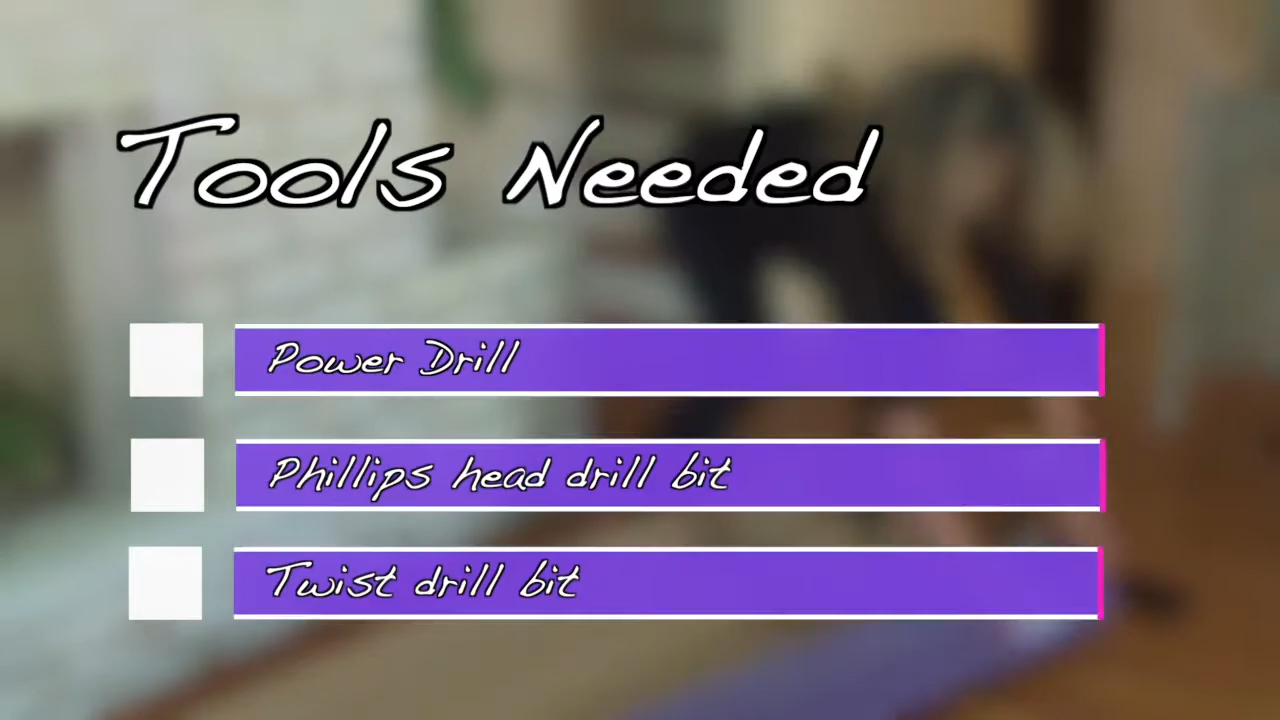 Tools Needed
Power Drill
Phillips head drill bit
Twist drill bit